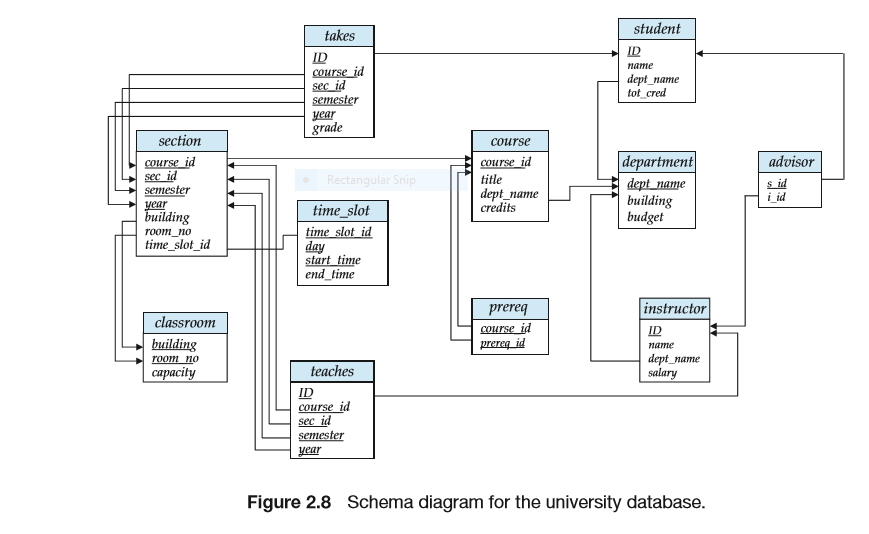 takes
ID
course_id
sec_id
semester
year
grade
student
ID
name
dept_name
tot_cred
section
course_id
sec_id
semester
year
building
room_no
time_slot_id
course
course_id
title
dept_name
credits
department
dept_name
building
budget
advisor
s_id
i_id
Rectangular Snip
time_slot
time_slot_id
day
start_time
end_time
prereq
course_id
prereq_id
instructor
ID
name
dept_name
salary
classroom
building
room_no
capacity
teaches
ID
course_id
sec_id
semester
year
Figure 2.8 Schema diagram for the university database.